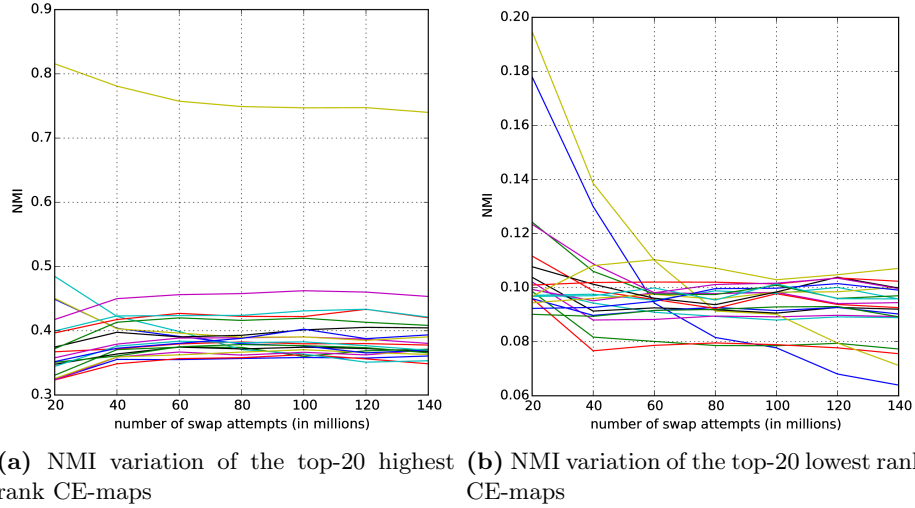 0.9
0.8
0.7
0.6
0.5
0.4
0.3
NMI
20 40 60 80 100 120 140
number of swap attempts (in millions)
0.20
0.18
0.16
0.14
0.12
0.10
0.08
0.06
NMI
20 40 60 80 100 120 140
number of swap attempts (in millions)
(a) NMI variation of the top-20 highest
rank CE-maps
(b) NMI variation of the top-20 lowest rank
CE-maps